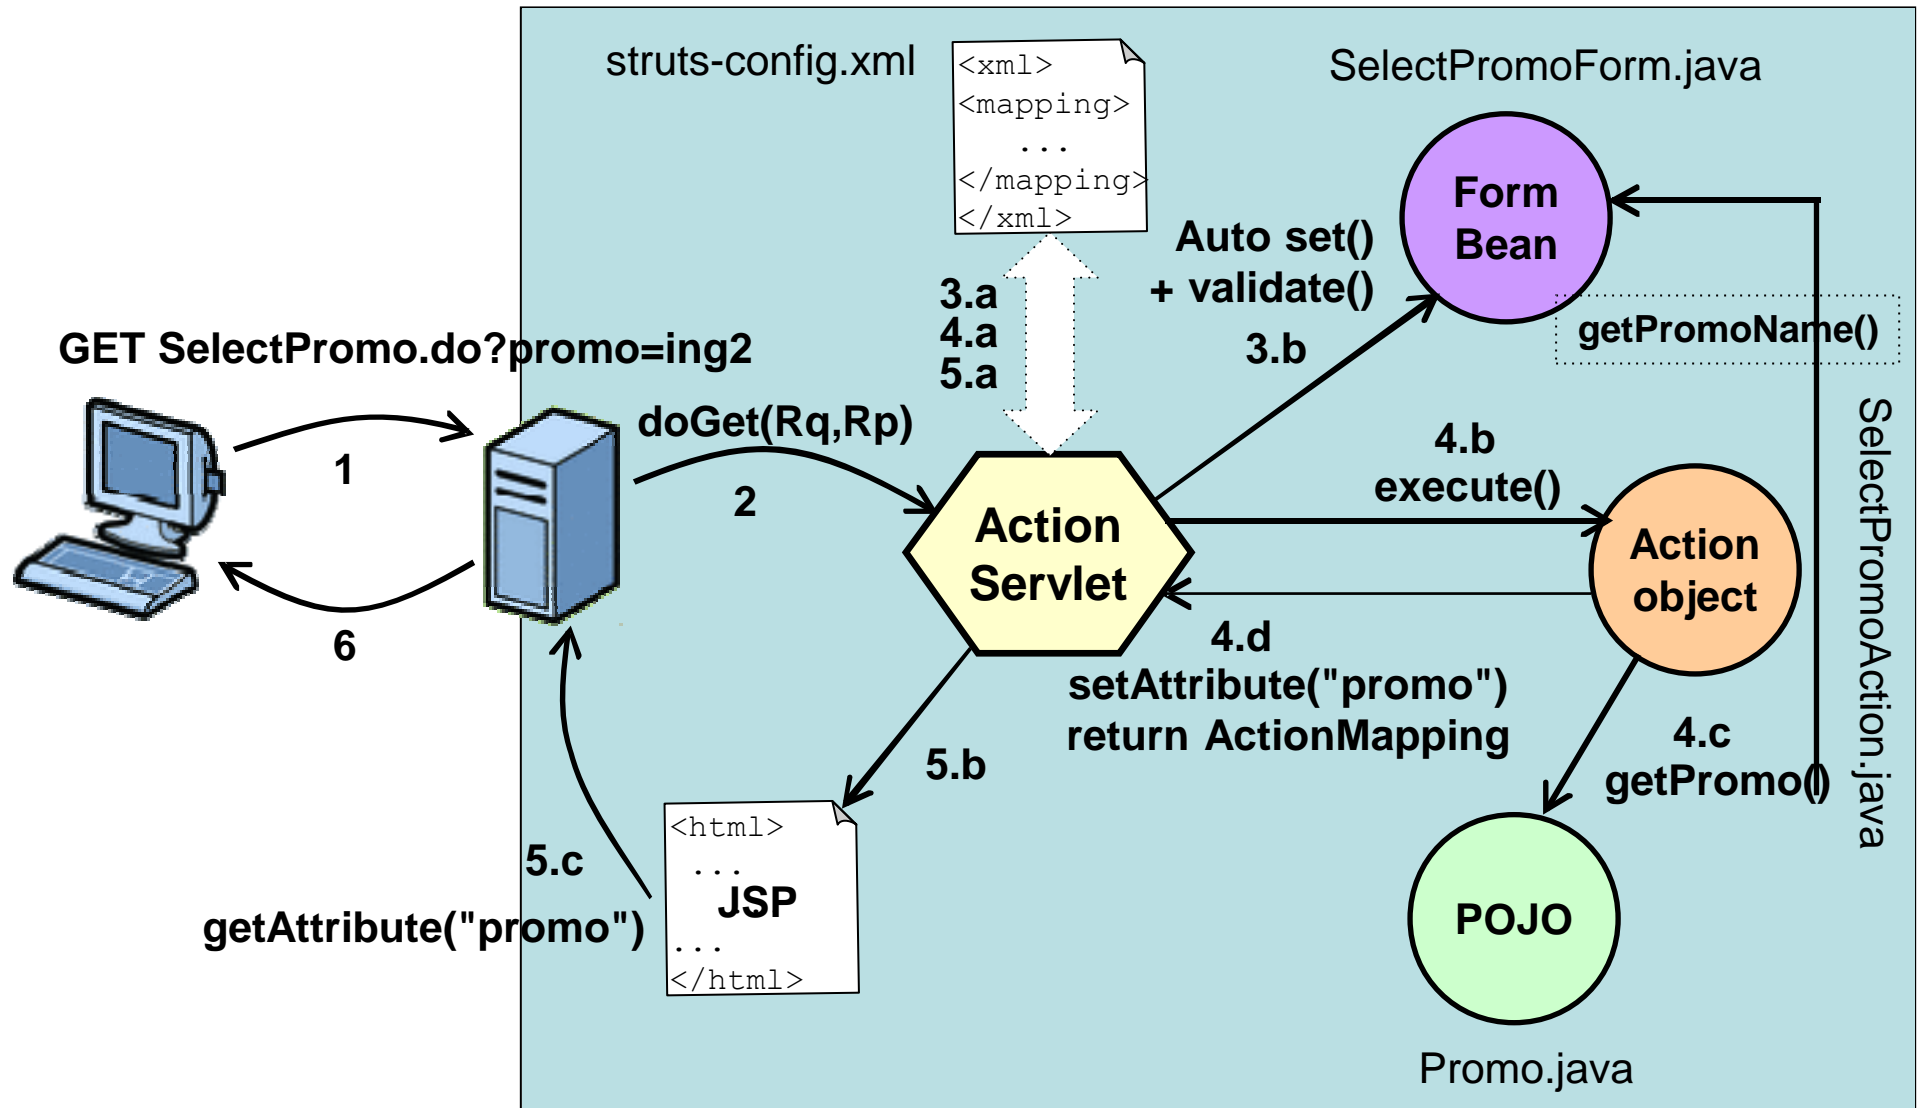 struts-config.xml
<xml>
<mapping>
...
</mapping>
</xml>
SelectPromoForm.java
Form
Bean
Auto set()
+ validate()
3.a
4.a
5.a
3.b
getPromoName()
GET SelectPromo.do?promo=ing2
doGet(Rq,Rp)
1
2
6
Action
Servlet
4.b
execute()
Action
object
SelectPromoAction.java
4.d
setAttribute("promo")
return ActionMapping
4.c
getPromo()
5.b
<html>
...
JSP
...
</html>
5.c
getAttribute("promo")
POJO
Promo.java